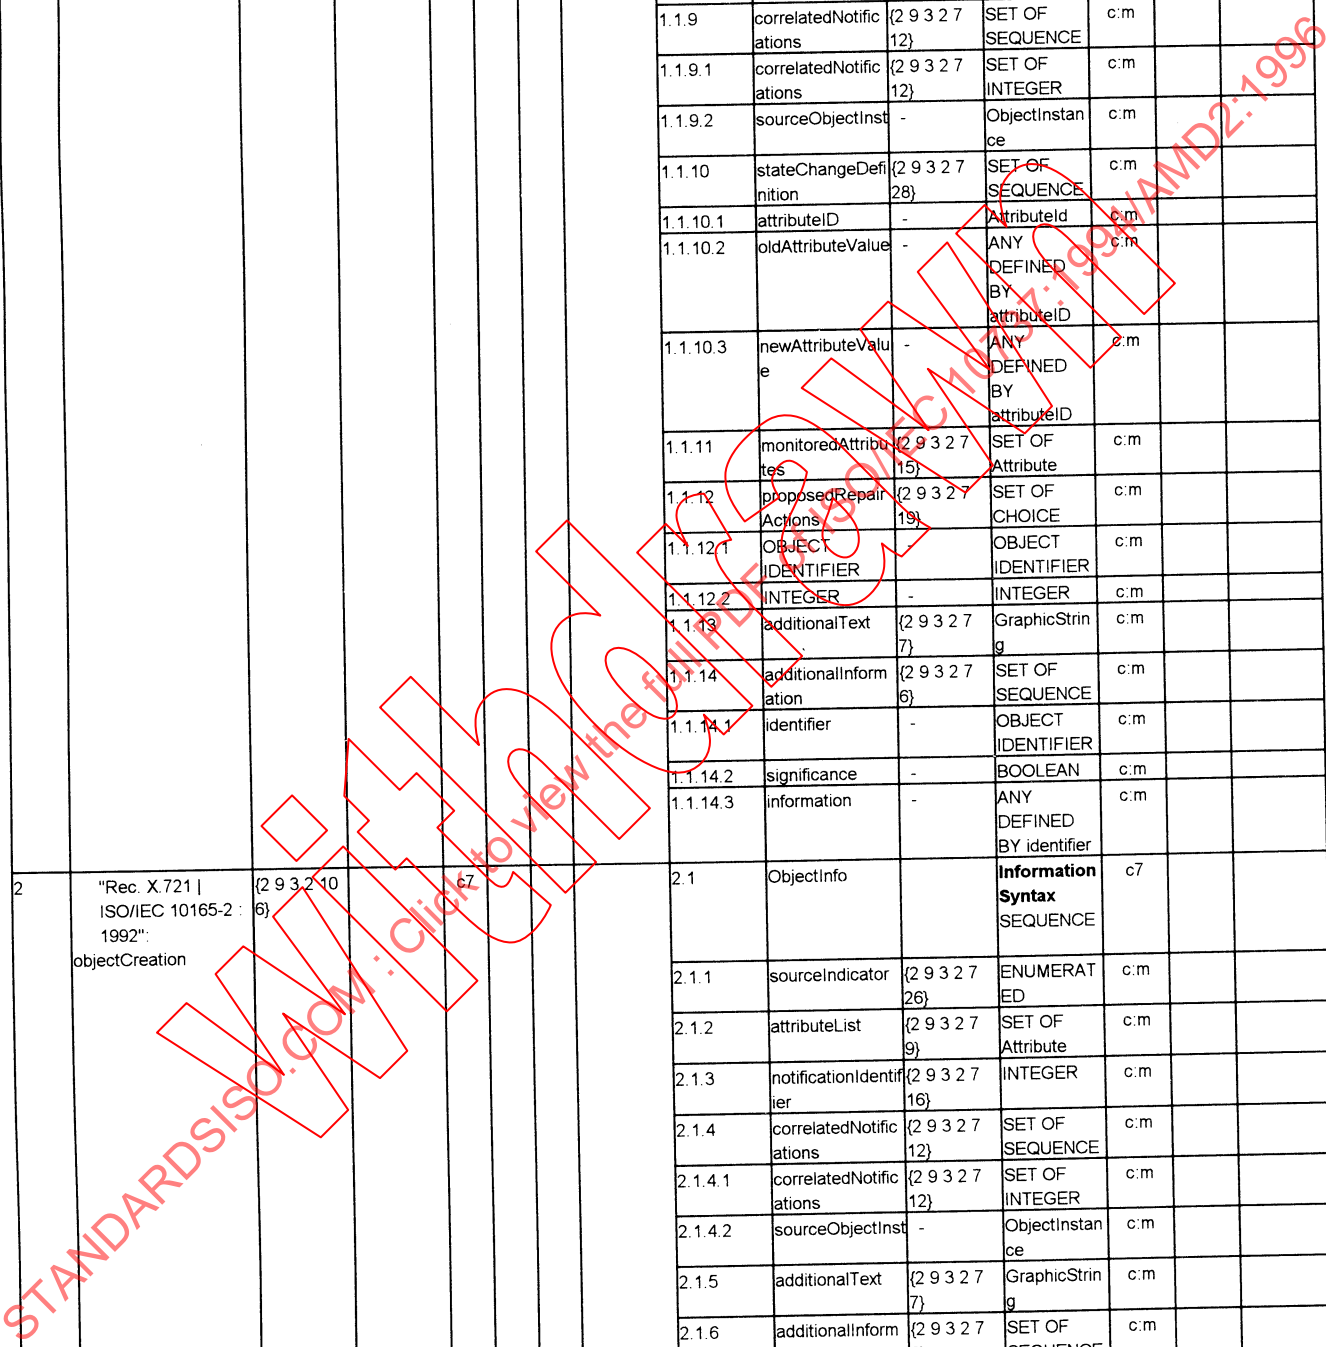 1.1.9 correlatedNotific {2 9 3 2 7 SET OF c:m
ations 12} SEQUENCE
1.1.9.1 correlatedNotific {2 9 3 2 7 SET OF c:m
ations 12} INTEGER
1.1.9.2 sourceObjectInst - ObjectInstan c:m
ce
1.1.10 stateChangeDefi {2 9 3 2 7 SET OF c:m
nition 28} SEQUENCE
1.1.10.1 attributeID - AttributeId c:m
1.1.10.2 oldAttributeValue - ANY c:m
DEFINED
BY
attributeID
1.1.10.3 newAttributeValu - ANY c:m
e DEFINED
BY
attributeID
1.1.11 monitoredAttribu {2 9 3 2 7 SET OF c:m
tes 15} Attribute
1.1.12 proposedRepair {2 9 3 2 7 SET OF c:m
Actions 19} CHOICE
1.1.12.1 OBJECT - OBJECT c:m
IDENTIFIER IDENTIFIER
1.1.12.2 INTEGER - INTEGER c:m
1.1.13 additionalText {2 9 3 2 7 GraphicStrin c:m
7} g
1.1.14 additionalInform {2 9 3 2 7 SET OF c:m
ation 6} SEQUENCE
1.1.14.1 identifier - OBJECT c:m
IDENTIFIER
1.1.14.2 significance - BOOLEAN c:m
1.1.14.3 information - ANY c:m
DEFINED
BY identifier
2 "Rec. X.721 | {2 9 3 2 10 c7 2.1 ObjectInfo Information c7
ISO/IEC 10165-2 : 6} Syntax
1992": SEQUENCE
objectCreation
2.1.1 sourceIndicator {2 9 3 2 7 ENUMERAT c:m
26} ED
2.1.2 attributeList {2 9 3 2 7 SET OF c:m
9} Attribute
2.1.3 notificationIdentif {2 9 3 2 7 INTEGER c:m
ier 16}
2.1.4 correlatedNotific {2 9 3 2 7 SET OF c:m
ations 12} SEQUENCE
2.1.4.1 correlatedNotific {2 9 3 2 7 SET OF c:m
ations 12} INTEGER
2.1.4.2 sourceObjectInst - ObjectInstan c:m
ce
2.1.5 additionalText {2 9 3 2 7 GraphicStrin c:m
7} g
2.1.6 additionalInform {2 9 3 2 7 SET OF c:m
SEQUENCE
Withdrawn
STANDARDSISO.COM : Click to view the full PDF of ISO/IEC 10737:1994/AMD2:1996